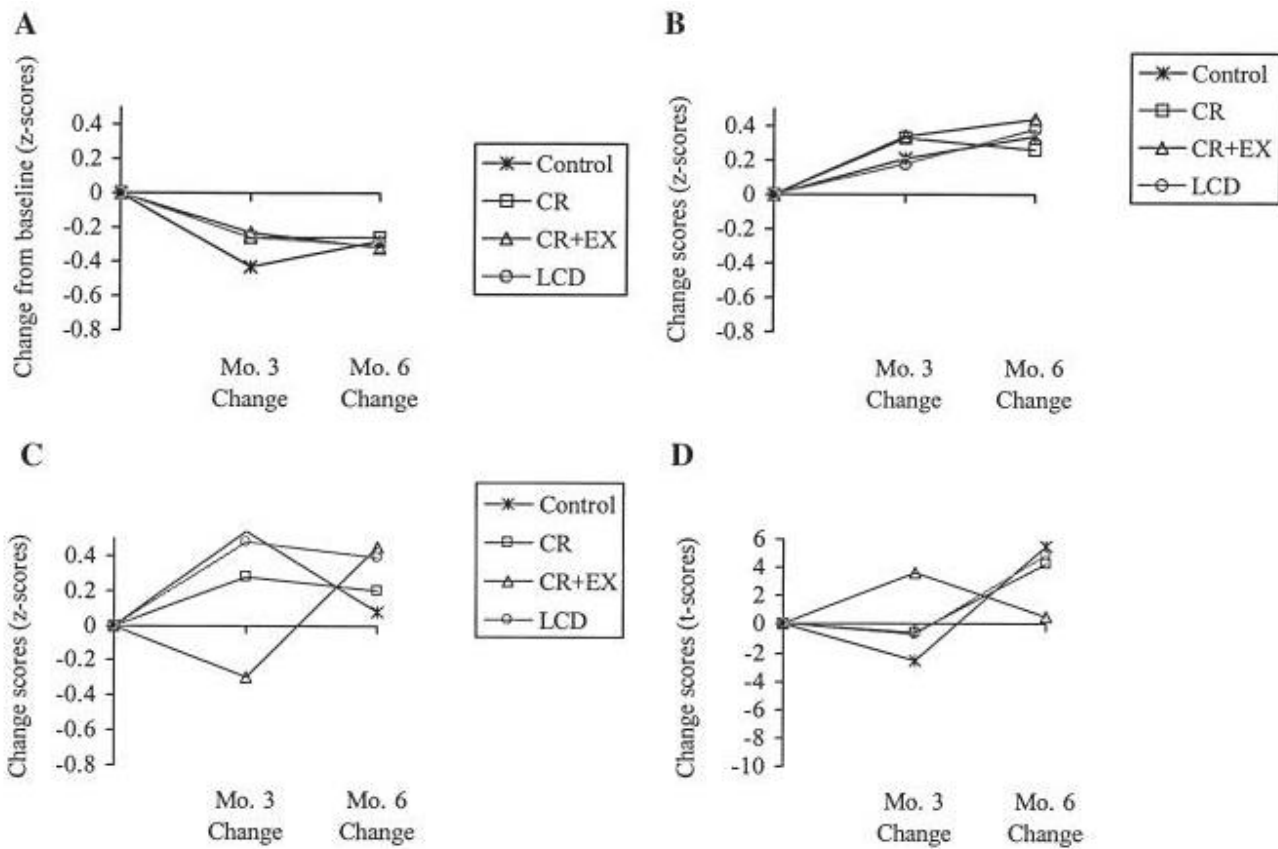 A
Change from baseline (z-scores)
0.4
0.2
0
-0.2
-0.4
-0.6
-0.8
Mo. 3
Change
Mo. 6
Change
Control
CR
CR+EX
LCD
B
Change scores (z-scores)
0.4
0.2
0
-0.2
-0.4
-0.6
-0.8
Mo. 3
Change
Mo. 6
Change
Control
CR
CR+EX
LCD
C
Change scores (z-scores)
0.4
0.2
0
-0.2
-0.4
-0.6
-0.8
Mo. 3
Change
Mo. 6
Change
Control
CR
CR+EX
LCD
D
Change scores (t-scores)
6
4
2
0
-2
-4
-6
-8
-10
Mo. 3
Change
Mo. 6
Change